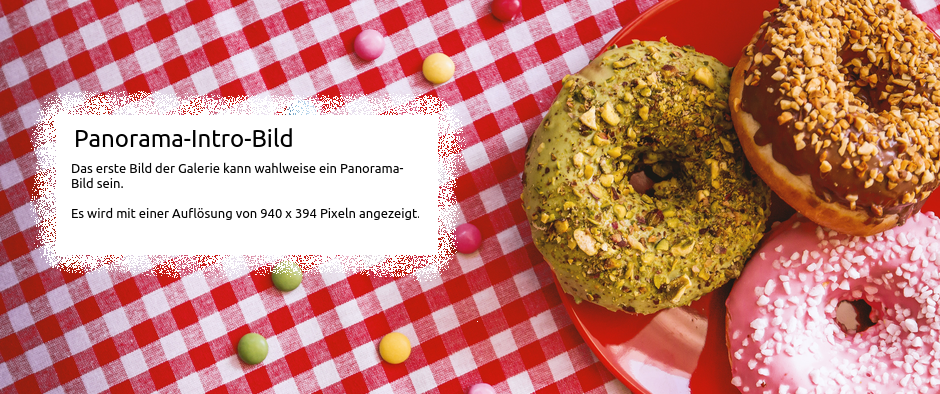 Panorama-Intro-Bild
Das erste Bild der Galerie kann wahlweise ein Panorama-
Bild sein.
Es wird mit einer Auflösung von 940 x 394 Pixeln angezeigt.